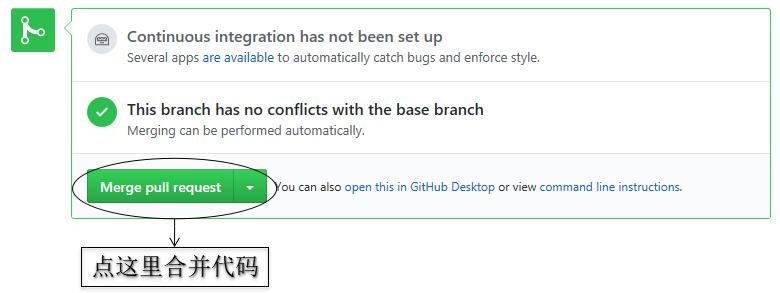 Continuous integration has not been set up
Several apps are available to automatically catch bugs and enforce style.
This branch has no conflicts with the base branch
Merging can be performed automatically.
Merge pull request
You can also open this in GitHub Desktop or view command line instructions.
点这里合并代码